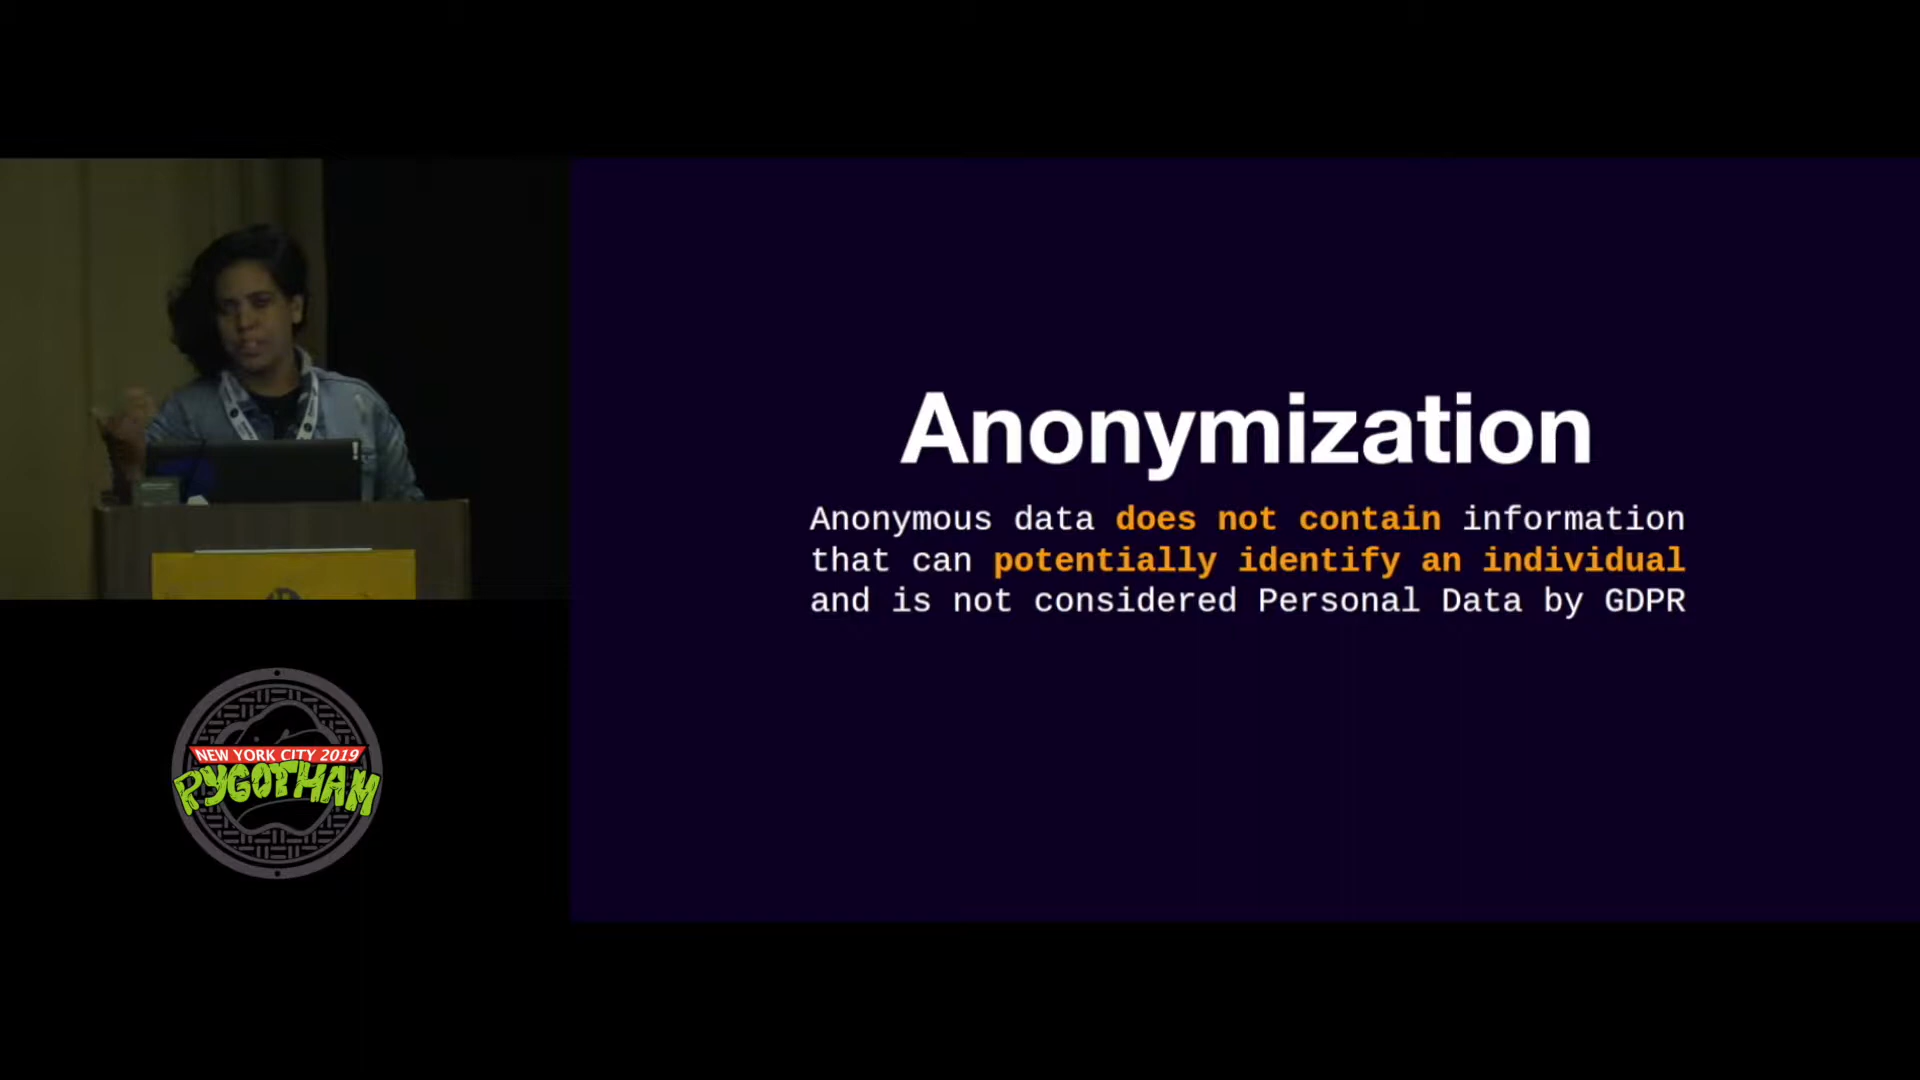 Anonymization
Anonymous data does not contain information
that can potentially identify an individual
and is not considered Personal Data by GDPR
NEW YORK CITY 2019
PYGOTHAM